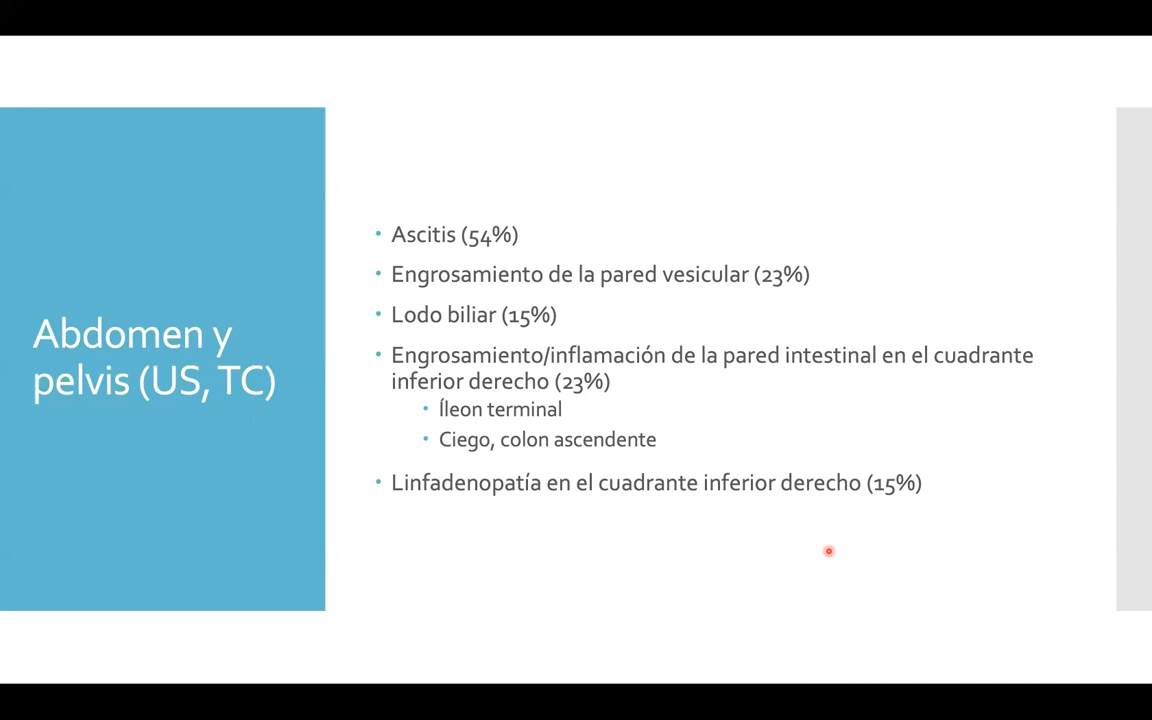 Abdomen y
pelvis (US, TC)
• Ascitis (54%)
• Engrosamiento de la pared vesicular (23%)
• Lodo biliar (15%)
• Engrosamiento/inflamación de la pared intestinal en el cuadrante
inferior derecho (23%)
• Íleon terminal
• Ciego, colon ascendente
• Linfadenopatía en el cuadrante inferior derecho (15%)